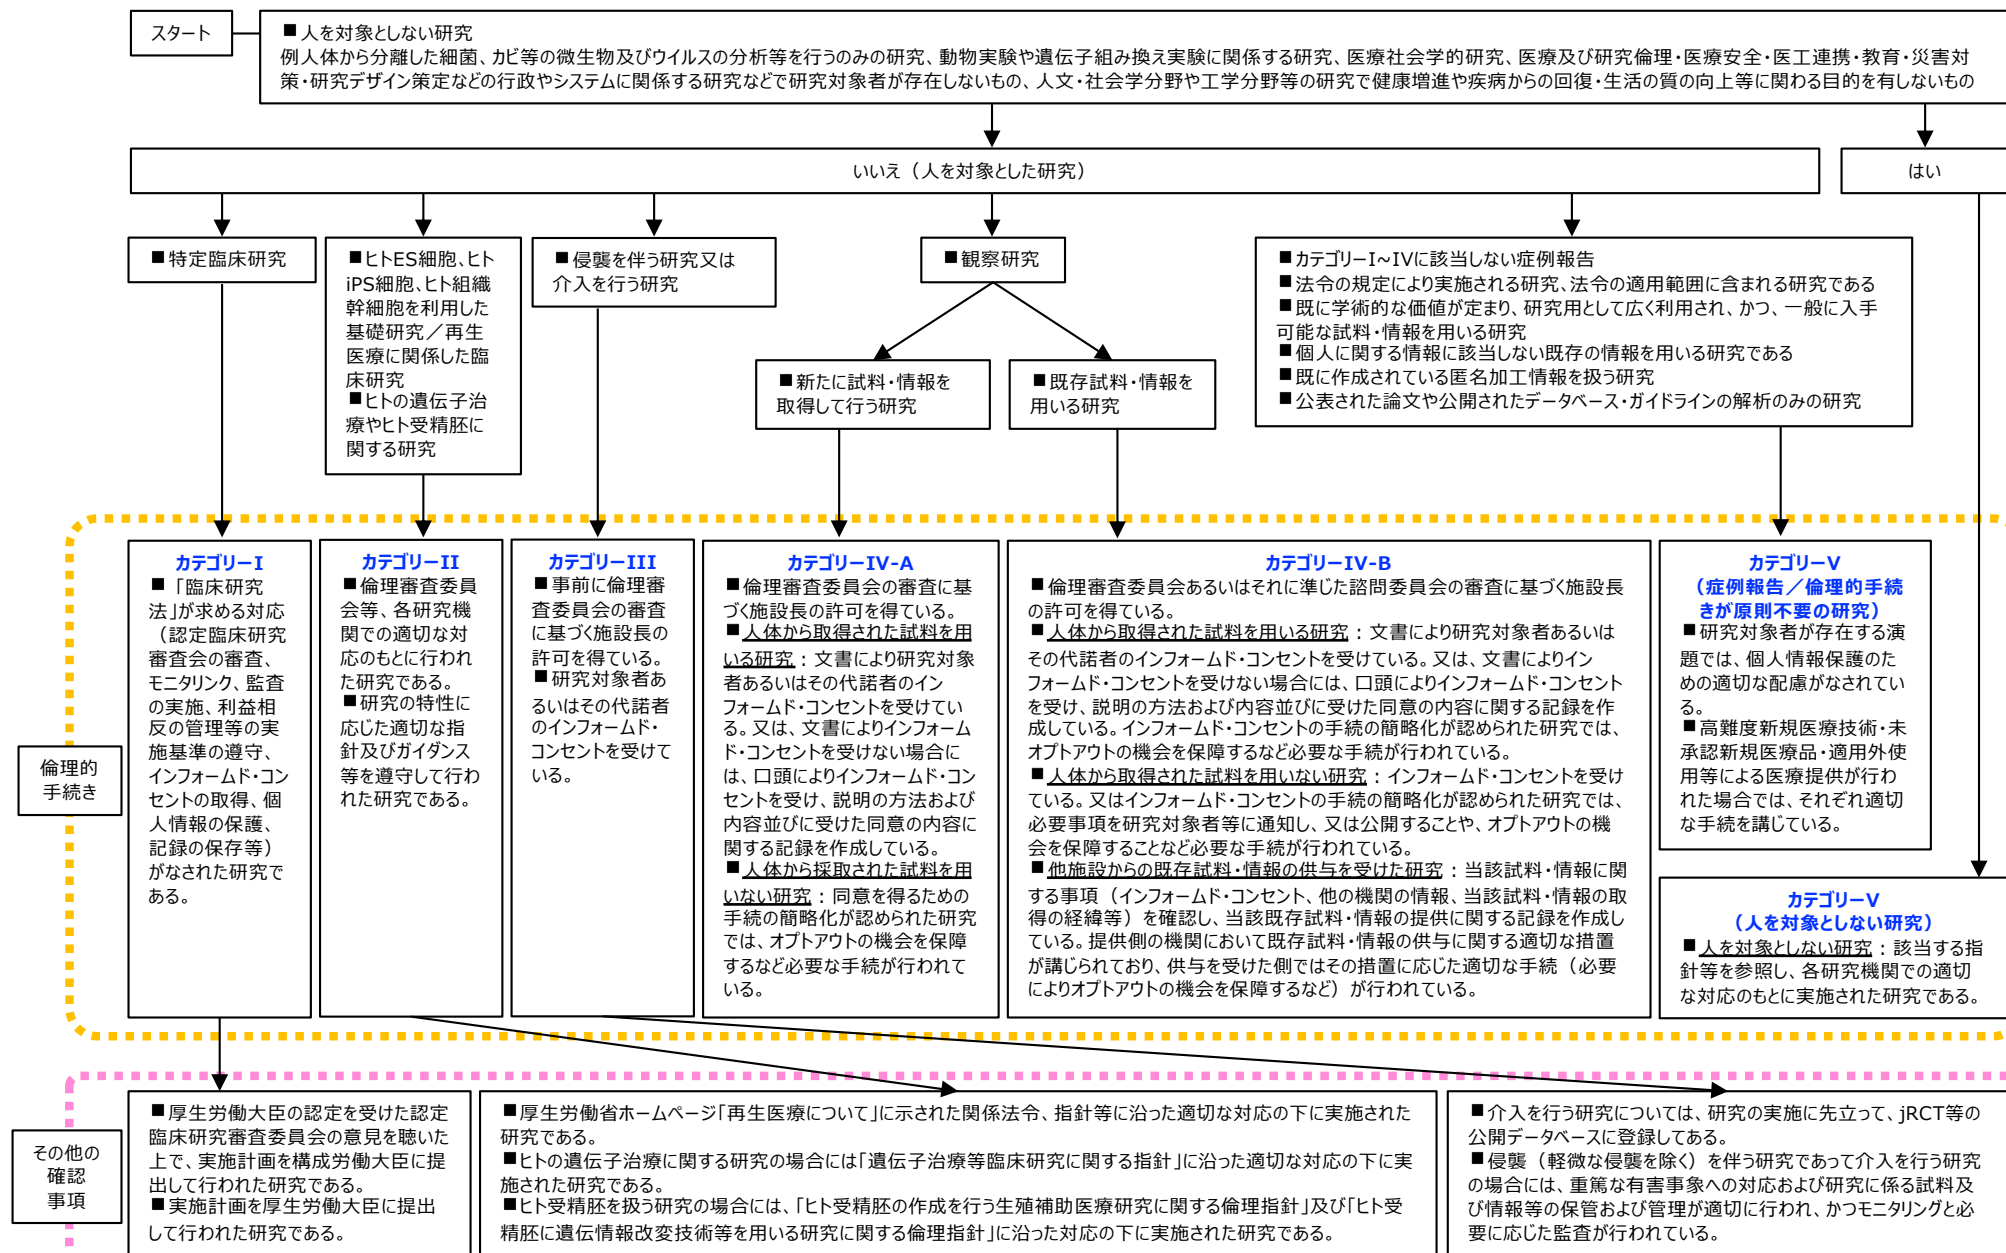 スタート
■人を対象としない研究
例人体から分離した細菌、カビ等の微生物及びウイルスの分析等を行うのみの研究、動物実験や遺伝子組み換え実験に関係する研究、医療社会学的研究、医療及び研究倫理・医療安全・医工連携・教育・災害対
策・研究デザイン策定などの行政やシステムに関係する研究などで研究対象者が存在しないもの、人文・社会学分野や工学分野等の研究で健康増進や疾病からの回復・生活の質の向上等に関わる目的を有しないもの
いいえ（人を対象とした研究）
はい
■特定臨床研究
■ヒトES細胞、ヒト
iPS細胞、ヒト組織
幹細胞を利用した
基礎研究／再生
医療に関係した臨
床研究
■ヒトの遺伝子治
療やヒト受精胚に
関する研究
■侵襲を伴う研究又は
介入を行う研究
■観察研究
■新たに試料・情報を
取得して行う研究
■既存試料・情報を
用いる研究
■カテゴリーI~IVに該当しない症例報告
■法令の規定により実施される研究、法令の適用範囲に含まれる研究である
■既に学術的な価値が定まり、研究用として広く利用され、かつ、一般に入手
可能な試料・情報を用いる研究
■個人に関する情報に該当しない既存の情報を用いる研究である
■既に作成されている匿名加工情報を扱う研究
■公表された論文や公開されたデータベース・ガイドラインの解析のみの研究
倫理的
手続き
カテゴリーI
■「臨床研究
法」が求める対応
（認定臨床研究
審査会の審査、
モニタリンク、監査
の実施、利益相
反の管理等の実
施基準の遵守、
インフォームド・コン
セントの取得、個
人情報の保護、
記録の保存等）
がなされた研究で
ある。
カテゴリーII
■倫理審査委員
会等、各研究機
関での適切な対
応のもとに行われ
た研究である。
■研究の特性に
応じた適切な指
針及びガイダンス
等を遵守して行わ
れた研究である。
カテゴリーIII
■事前に倫理審
査委員会の審査
に基づく施設長の
許可を得ている。
■研究対象者あ
るいはその代諾者
のインフォームド・
コンセントを受けて
いる。
カテゴリーIV-A
■倫理審査委員会の審査に基
づく施設長の許可を得ている。
■人体から取得された試料を用
いる研究：文書により研究対象
者あるいはその代諾者のイン
フォームド・コンセントを受けてい
る。又は、文書によりインフォーム
ド・コンセントを受けない場合に
は、口頭によりインフォームド・コン
セントを受け、説明の方法および
内容並びに受けた同意の内容に
関する記録を作成している。
■人体から採取された試料を用
いない研究：同意を得るための
手続の簡略化が認められた研究
では、オプトアウトの機会を保障
するなど必要な手続が行われて
いる。
カテゴリーIV-B
■倫理審査委員会あるいはそれに準じた諮問委員会の審査に基づく施設長
の許可を得ている。
■人体から取得された試料を用いる研究：文書により研究対象者あるいは
その代諾者のインフォームド・コンセントを受けている。又は、文書によりイン
フォームド・コンセントを受けない場合には、口頭によりインフォームド・コンセント
を受け、説明の方法および内容並びに受けた同意の内容に関する記録を作
成している。インフォームド・コンセントの手続の簡略化が認められた研究では、
オプトアウトの機会を保障するなど必要な手続が行われている。
■人体から取得された試料を用いない研究：インフォームド・コンセントを受け
ている。又はインフォームド・コンセントの手続の簡略化が認められた研究では、
必要事項を研究対象者等に通知し、又は公開することや、オプトアウトの機
会を保障することなど必要な手続が行われている。
■他施設からの既存試料・情報の供与を受けた研究：当該試料・情報に関
する事項（インフォームド・コンセント、他の機関の情報、当該試料・情報の取
得の経緯等）を確認し、当該既存試料・情報の提供に関する記録を作成し
ている。提供側の機関において既存試料・情報の供与に関する適切な措置
が講じられており、供与を受けた側ではその措置に応じた適切な手続（必要
によりオプトアウトの機会を保障するなど）が行われている。
カテゴリーV
（症例報告／倫理的手続
きが原則不要の研究）
■研究対象者が存在する演
題では、個人情報保護のた
めの適切な配慮がなされてい
る。
■高難度新規医療技術・未
承認新規医療品・適用外使
用等による医療提供が行わ
れた場合では、それぞれ適切
な手続を講じている。
カテゴリーV
（人を対象としない研究）
■人を対象としない研究：該当する指
針等を参照し、各研究機関での適切
な対応のもとに実施された研究である。
その他の
確認
事項
■厚生労働大臣の認定を受けた認定
臨床研究審査委員会の意見を聴いた
上で、実施計画を構成労働大臣に提
出して行われた研究である。
■実施計画を厚生労働大臣に提出
して行われた研究である。
■厚生労働省ホームページ「再生医療について」に示された関係法令、指針等に沿った適切な対応の下に実施された
研究である。
■ヒトの遺伝子治療に関する研究の場合には「遺伝子治療等臨床研究に関する指針」に沿った適切な対応の下に実
施された研究である。
■ヒト受精胚を扱う研究の場合には、「ヒト受精胚の作成を行う生殖補助医療研究に関する倫理指針」及び「ヒト受
精胚に遺伝情報改変技術等を用いる研究に関する倫理指針」に沿った対応の下に実施された研究である。
■介入を行う研究については、研究の実施に先立って、jRCT等の
公開データベースに登録してある。
■侵襲（軽微な侵襲を除く）を伴う研究であって介入を行う研究
の場合には、重篤な有害事象への対応および研究に係る試料及
び情報等の保管および管理が適切に行われ、かつモニタリングと必
要に応じた監査が行われている。